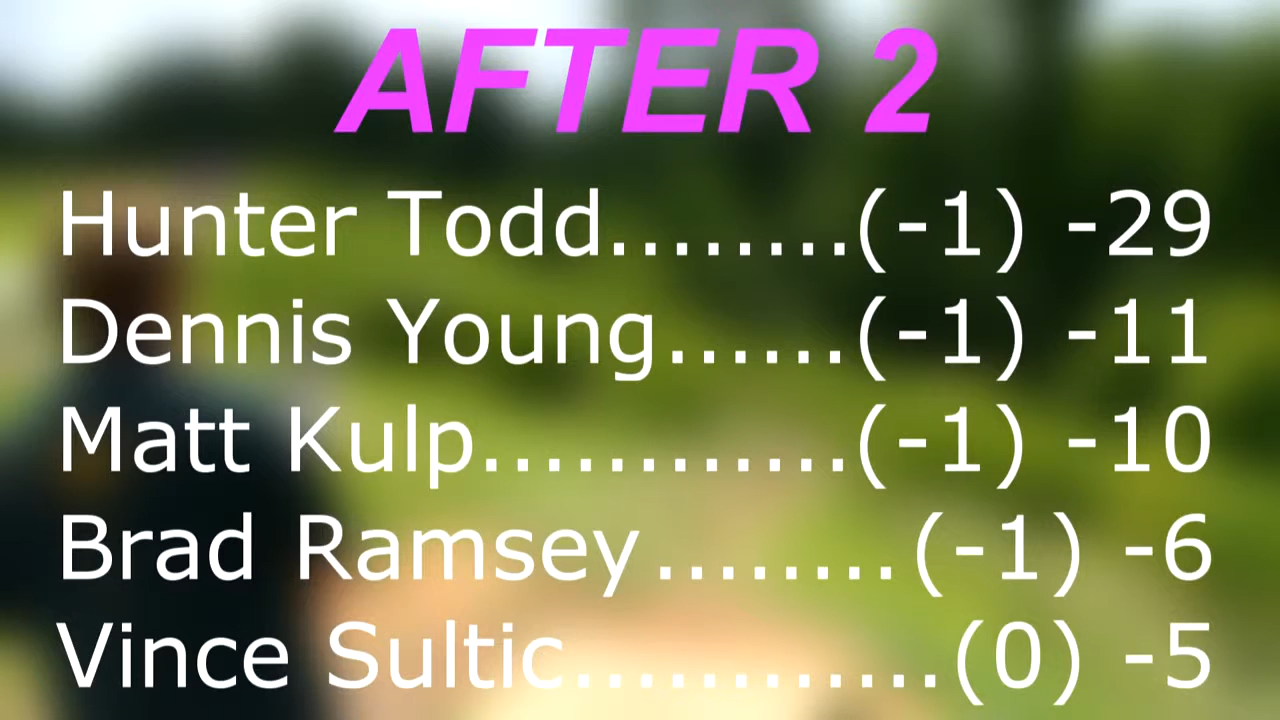 AFTER 2
Hunter Todd........(-1) -29
Dennis Young......(-1) -11
Matt Kulp.............(-1) -10
Brad Ramsey........(-1) -6
Vince Sultic.............(0) -5